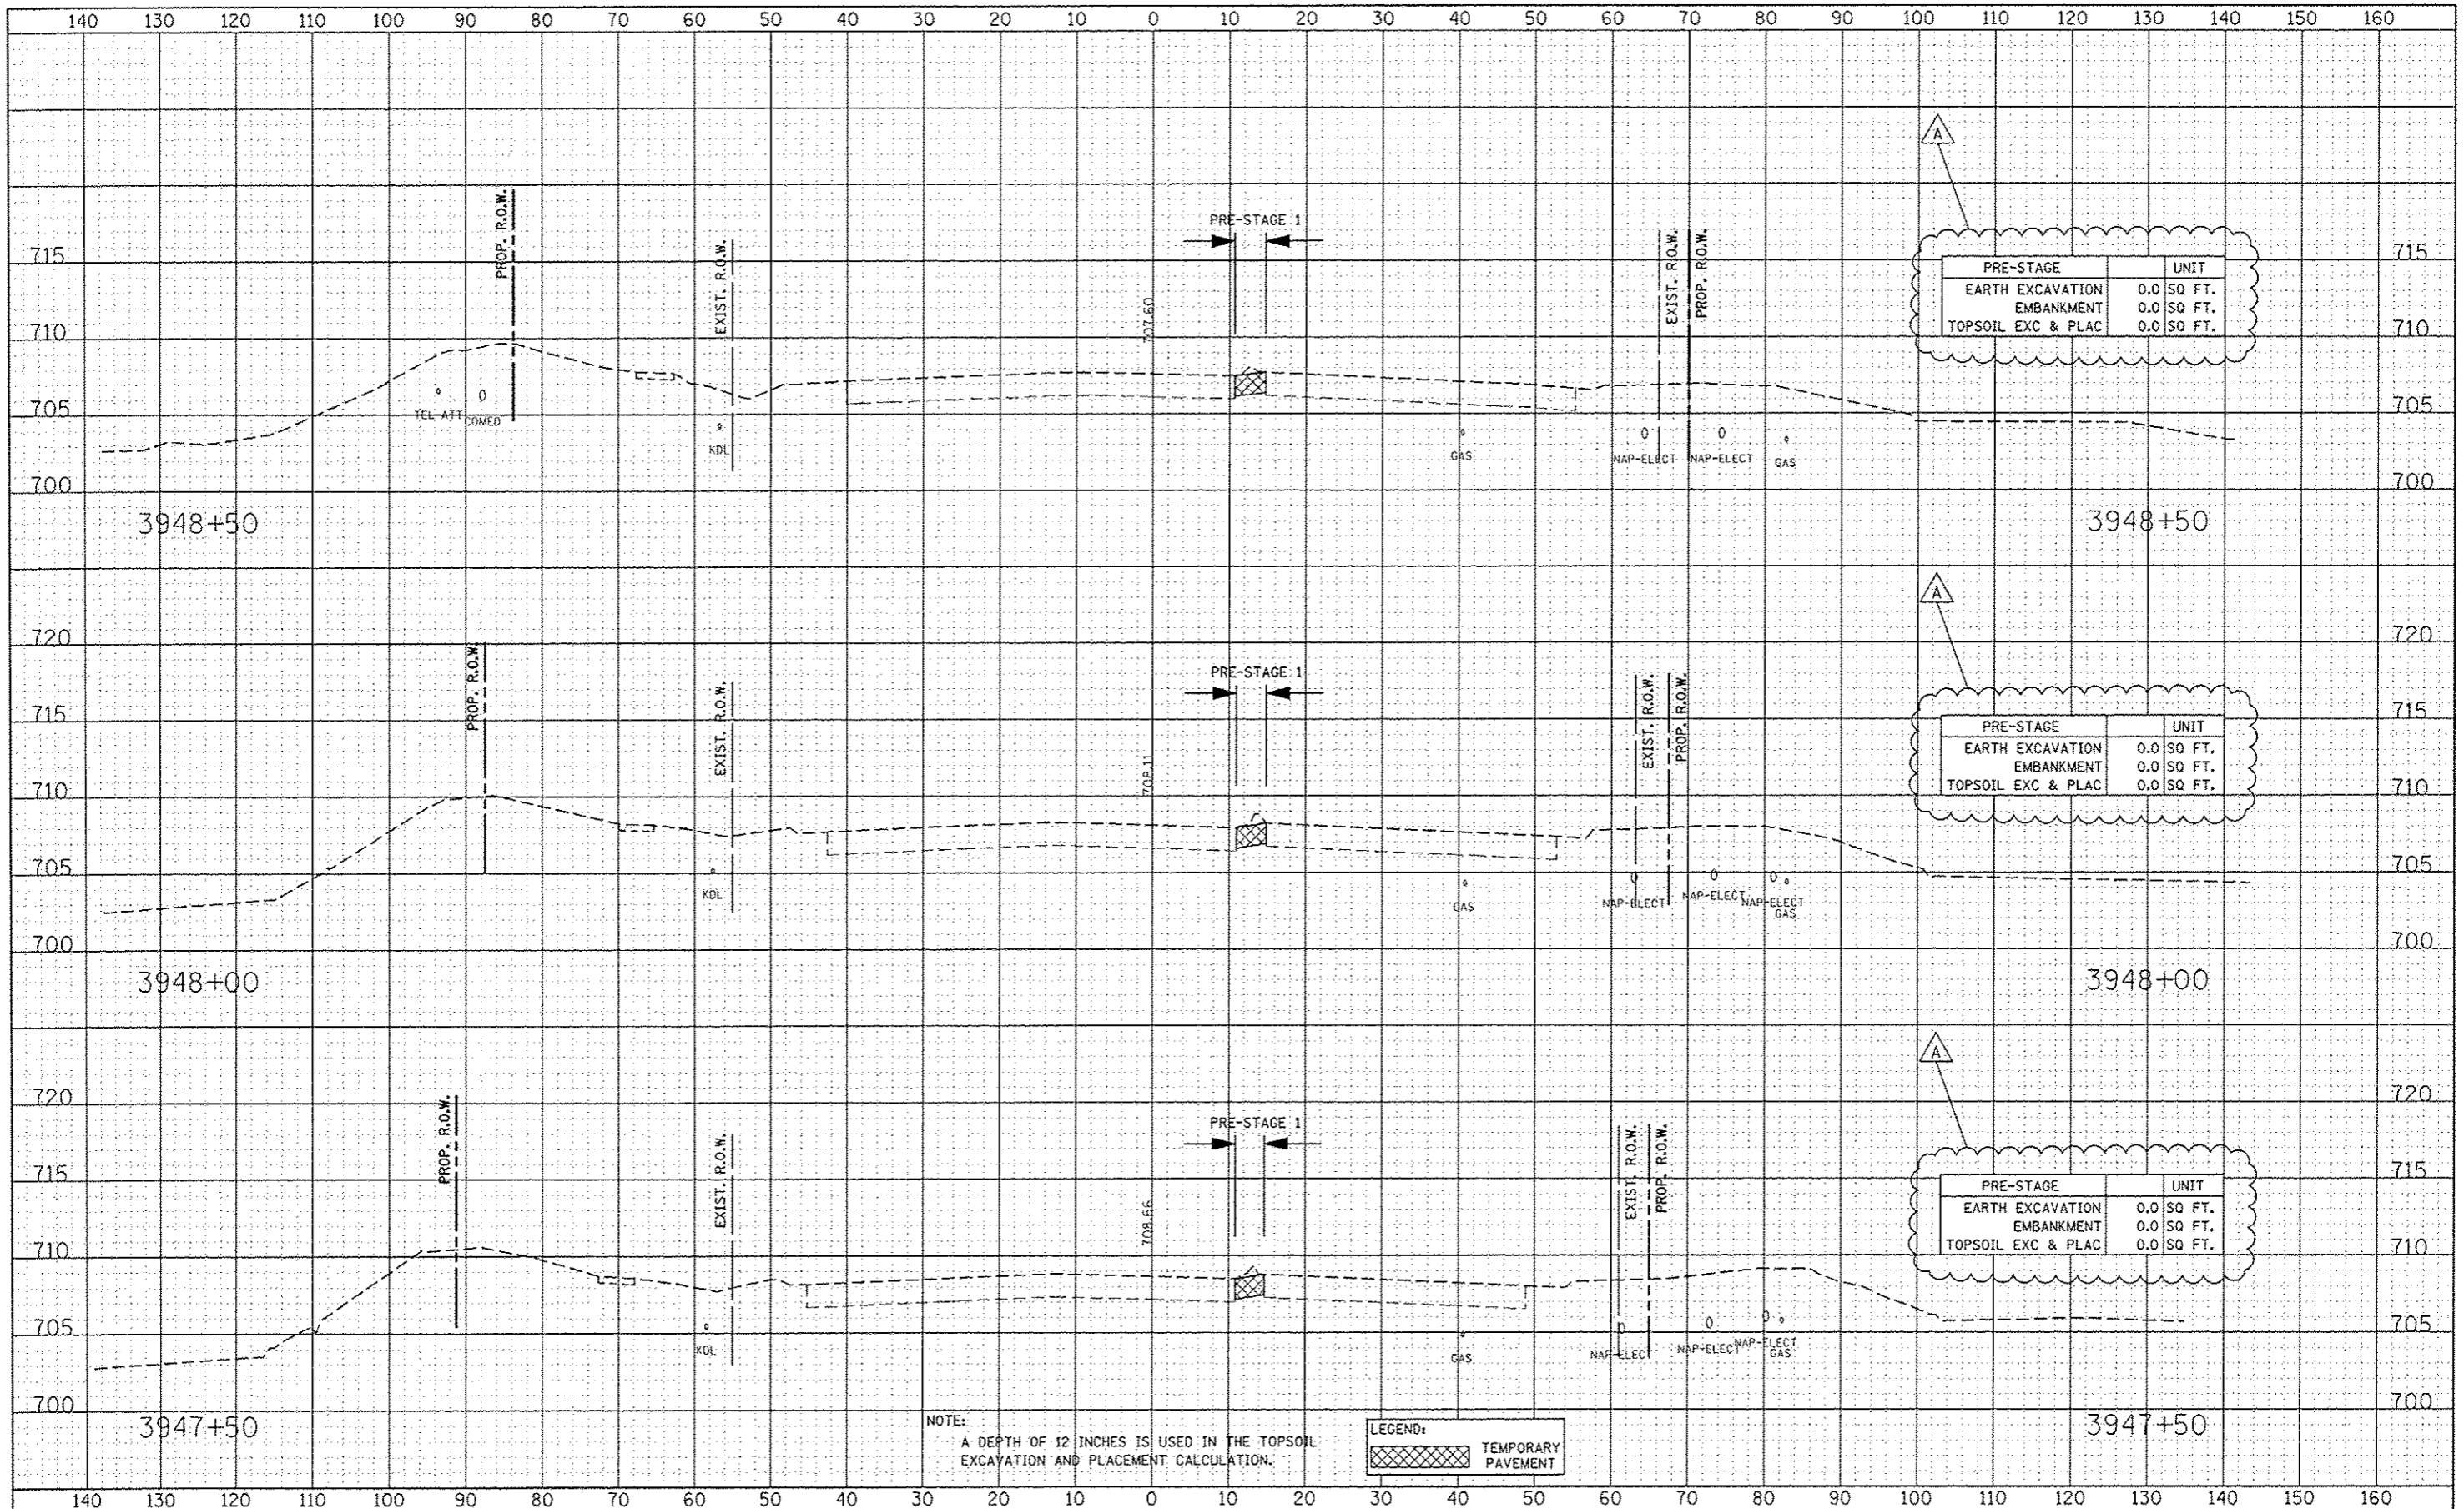 140 130 120 110 100 90 80 70 60 50 40 30 20 10 0 10 20 30 40 50 60 70 80 90 100 110 120 130 140 150 160
A
PROP. R.O.W.
EXIST. R.O.W.
PRE-STAGE 1
EXIST. R.O.W.
PROP. R.O.W.
707.60
715 715
710 710
705 705
700 700
PRE-STAGE UNIT
EARTH EXCAVATION 0.0 SQ FT.
EMBANKMENT 0.0 SQ FT.
TOPSOIL EXC & PLAC 0.0 SQ FT.
TEL-ATT COMED
KDL
GAS
NAP-ELECT NAP-ELECT GAS
3948+50 3948+50
A
720 720
715 715
710 710
705 705
700 700
PROP. R.O.W.
EXIST. R.O.W.
PRE-STAGE 1
EXIST. R.O.W.
PROP. R.O.W.
708.11
PRE-STAGE UNIT
EARTH EXCAVATION 0.0 SQ FT.
EMBANKMENT 0.0 SQ FT.
TOPSOIL EXC & PLAC 0.0 SQ FT.
KDL
GAS
NAP-ELECT NAP-ELECT NAP-ELECT
GAS
3948+00 3948+00
A
720 720
715 715
710 710
705 705
700 700
PROP. R.O.W.
EXIST. R.O.W.
PRE-STAGE 1
EXIST. R.O.W.
PROP. R.O.W.
708.66
PRE-STAGE UNIT
EARTH EXCAVATION 0.0 SQ FT.
EMBANKMENT 0.0 SQ FT.
TOPSOIL EXC & PLAC 0.0 SQ FT.
KDL
GAS
NAP-ELECT NAP-ELECT NAP-ELECT
GAS
3947+50 3947+50
NOTE:
A DEPTH OF 12 INCHES IS USED IN THE TOPSOIL
EXCAVATION AND PLACEMENT CALCULATION.
LEGEND:
TEMPORARY
PAVEMENT
140 130 120 110 100 90 80 70 60 50 40 30 20 10 0 10 20 30 40 50 60 70 80 90 100 110 120 130 140 150 160